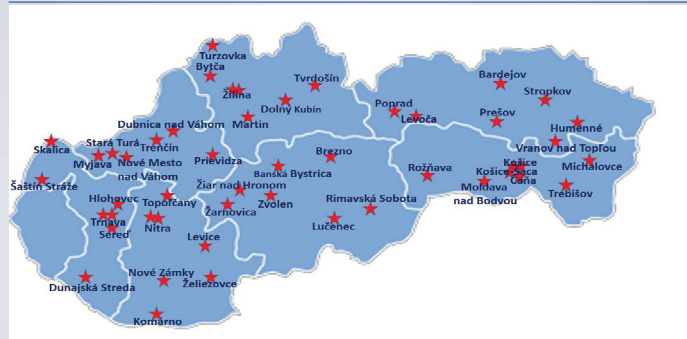 Turzovka
Bytča
Žilina
Tvrdošín
Dolný Kubín
Martin
Bardejov
Stropkov
Poprad
Levoča
Prešov
Humenné
Dubnica nad Váhom
Skalica
Stará Turá
Trenčín
Myjava
Nové Mesto
nad Váhom
Prievidza
Brezno
Banská Bystrica
Vranov nad Topľou
Michalovce
Košice
Košice-Šaca
Čaňa
Rožňava
Moldava
nad Bodvou
Trebišov
Šaštín Stráže
Žiar nad Hronom
Hlohovec
Topoľčany
Žarnovica
Zvolen
Rimavská Sobota
Trnava
Sereď
Nitra
Lučenec
Levice
Nové Zámky
Želiezovce
Dunajská Streda
Komárno